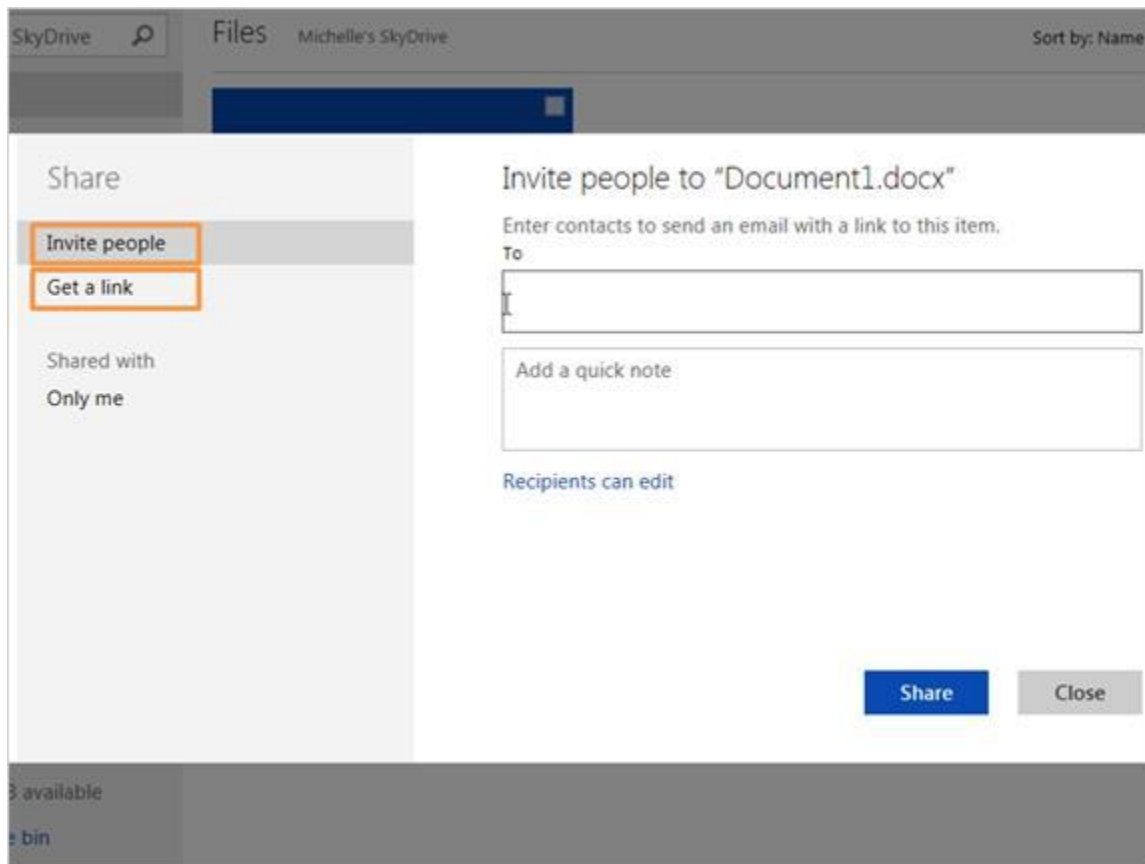 SkyDrive
Files Michelle's SkyDrive
Sort by: Name
Share
Invite people
Get a link
Shared with
Only me
Invite people to “Document1.docx”
Enter contacts to send an email with a link to this item.
To
Add a quick note
Recipients can edit
Share
Close
available
bin